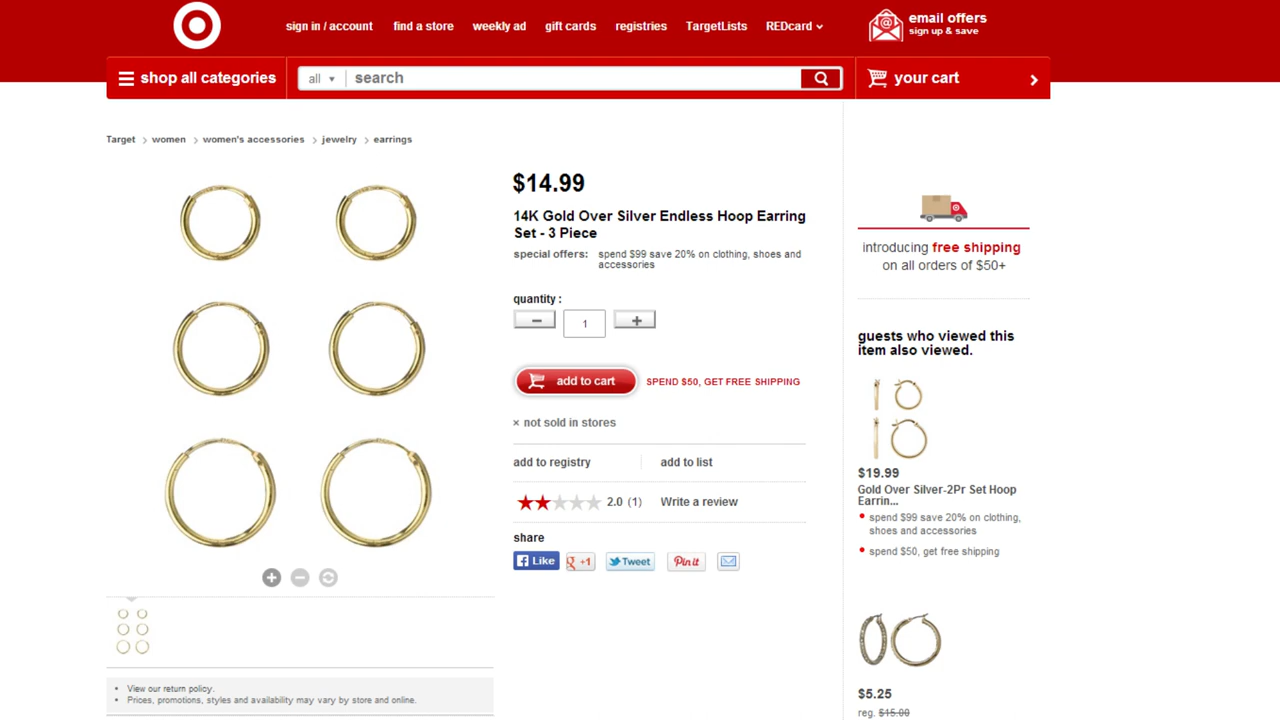 sign in / account find a store weekly ad gift cards registries TargetLists REDcard
email offers
sign up & save
shop all categories
all search
your cart
Target women women's accessories jewelry earrings
$14.99
14K Gold Over Silver Endless Hoop Earring
Set - 3 Piece
special offers: spend $99 save 20% on clothing, shoes and
accessories
quantity :
1
add to cart SPEND $50, GET FREE SHIPPING
× not sold in stores
add to registry add to list
2.0 (1) Write a review
share
Like +1 Tweet Pin it
View our return policy.
Prices, promotions, styles and availability may vary by store and online.
introducing free shipping
on all orders of $50+
guests who viewed this
item also viewed.
$19.99
Gold Over Silver-2Pr Set Hoop
Earrin...
spend $99 save 20% on clothing,
shoes and accessories
spend $50, get free shipping
$5.25
reg. $15.00